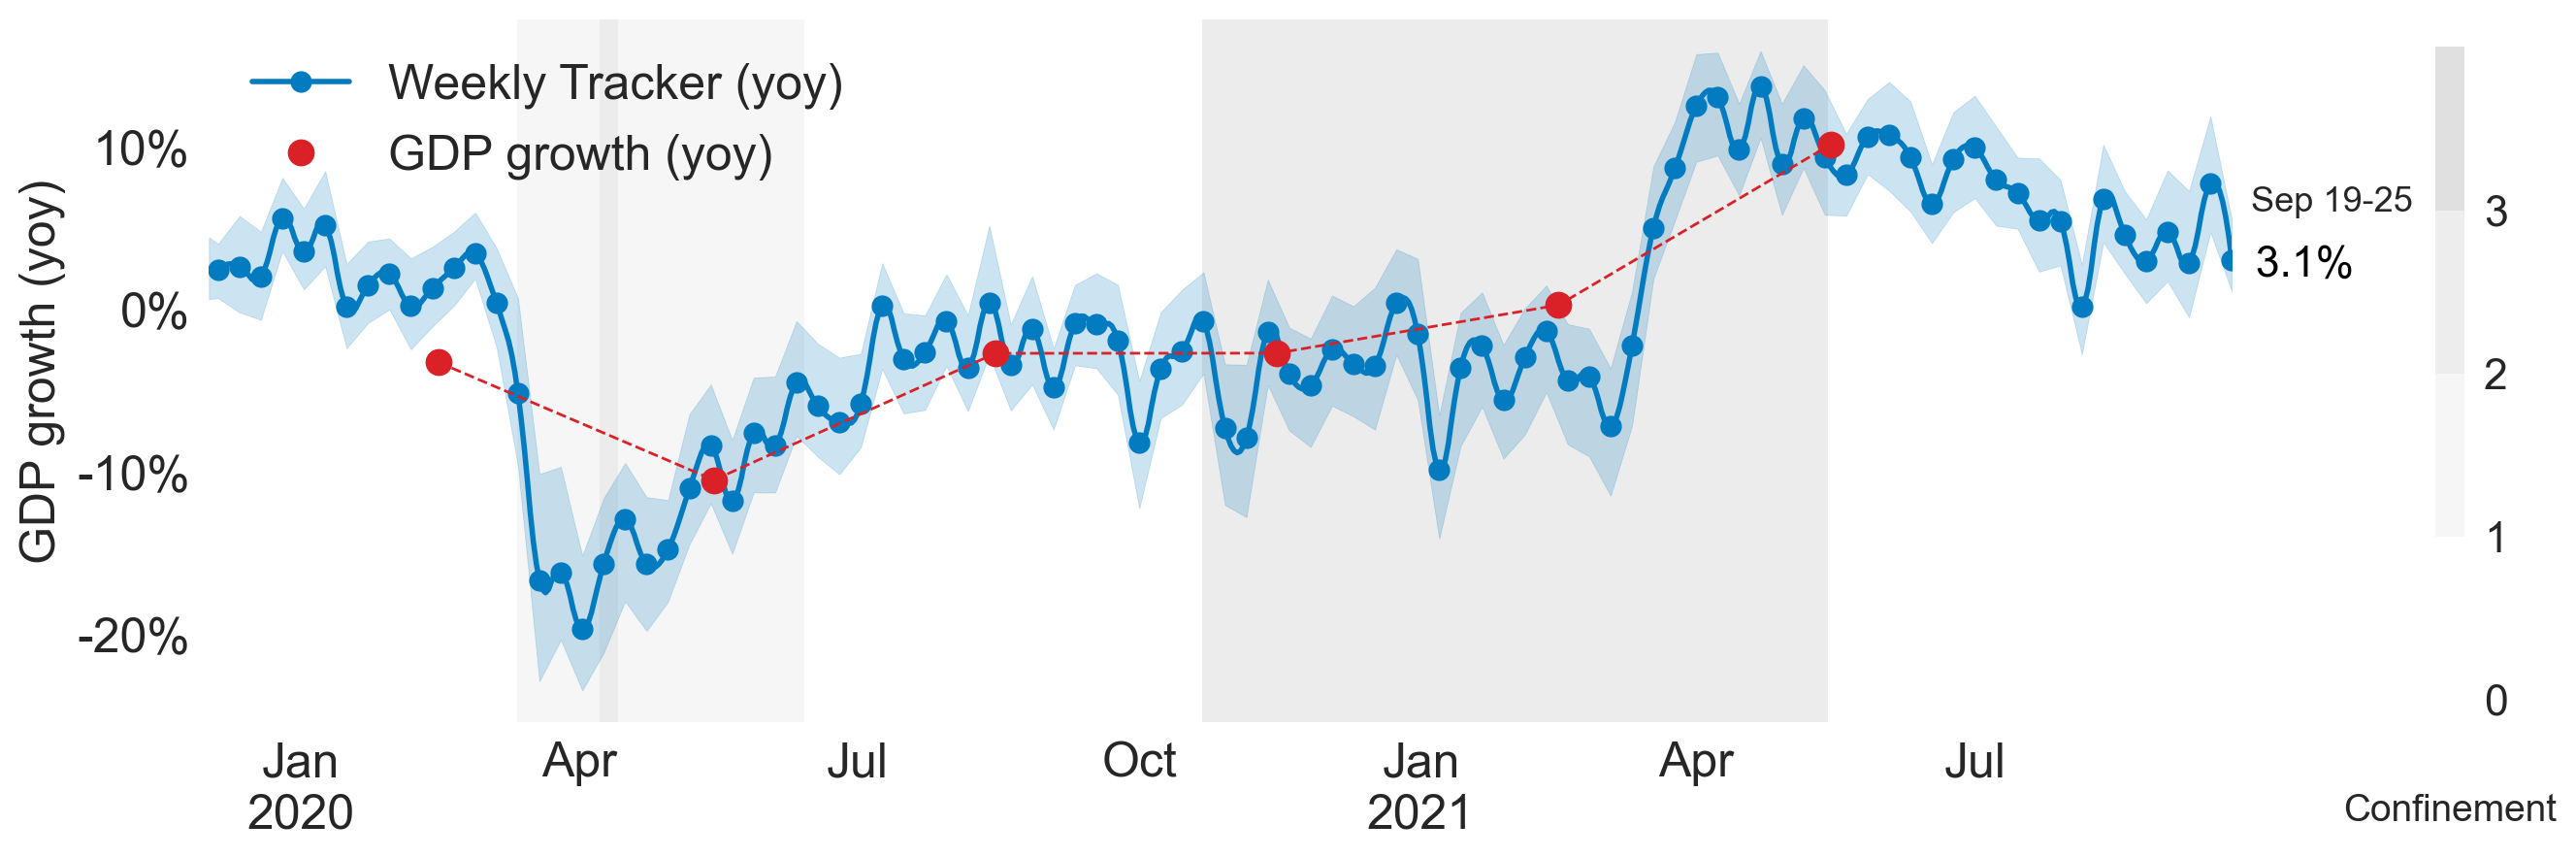 Weekly Tracker (yoy)
GDP growth (yoy)
GDP growth (yoy)
10%
0%
-10%
-20%
Jan
2020
Apr
Jul
Oct
Jan
2021
Apr
Jul
Sep 19-25
3.1%
3
2
1
0
Confinement